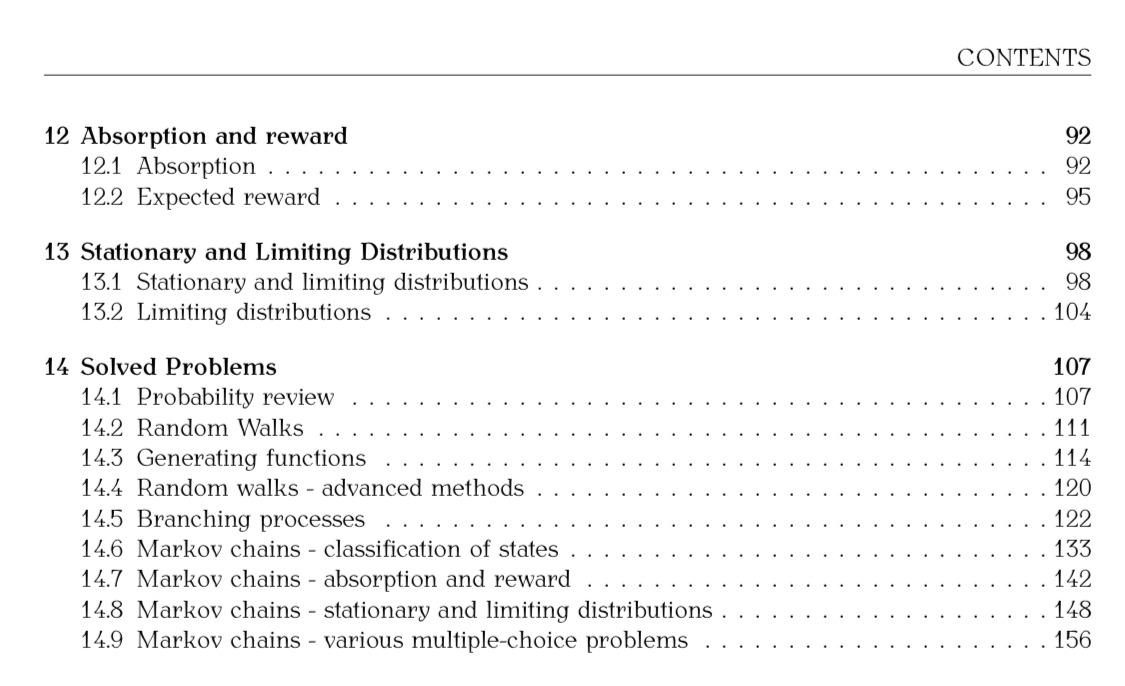 CONTENTS
12 Absorption and reward 92
12.1 Absorption . . . . . . . . . . . . . . . . . . . . . . . . . . . . . . . . . . . . . . . . . . . . . . . 92
12.2 Expected reward . . . . . . . . . . . . . . . . . . . . . . . . . . . . . . . . . . . . . . . . . . . 95
13 Stationary and Limiting Distributions 98
13.1 Stationary and limiting distributions . . . . . . . . . . . . . . . . . . . . . . . . . . . . . . . 98
13.2 Limiting distributions . . . . . . . . . . . . . . . . . . . . . . . . . . . . . . . . . . . . . . . . 104
14 Solved Problems 107
14.1 Probability review . . . . . . . . . . . . . . . . . . . . . . . . . . . . . . . . . . . . . . . . . . 107
14.2 Random Walks . . . . . . . . . . . . . . . . . . . . . . . . . . . . . . . . . . . . . . . . . . . . 111
14.3 Generating functions . . . . . . . . . . . . . . . . . . . . . . . . . . . . . . . . . . . . . . . . 114
14.4 Random walks - advanced methods . . . . . . . . . . . . . . . . . . . . . . . . . . . . . . . 120
14.5 Branching processes . . . . . . . . . . . . . . . . . . . . . . . . . . . . . . . . . . . . . . . . 122
14.6 Markov chains - classification of states . . . . . . . . . . . . . . . . . . . . . . . . . . . . . 133
14.7 Markov chains - absorption and reward . . . . . . . . . . . . . . . . . . . . . . . . . . . . 142
14.8 Markov chains - stationary and limiting distributions . . . . . . . . . . . . . . . . . . . . 148
14.9 Markov chains - various multiple-choice problems . . . . . . . . . . . . . . . . . . . . . 156